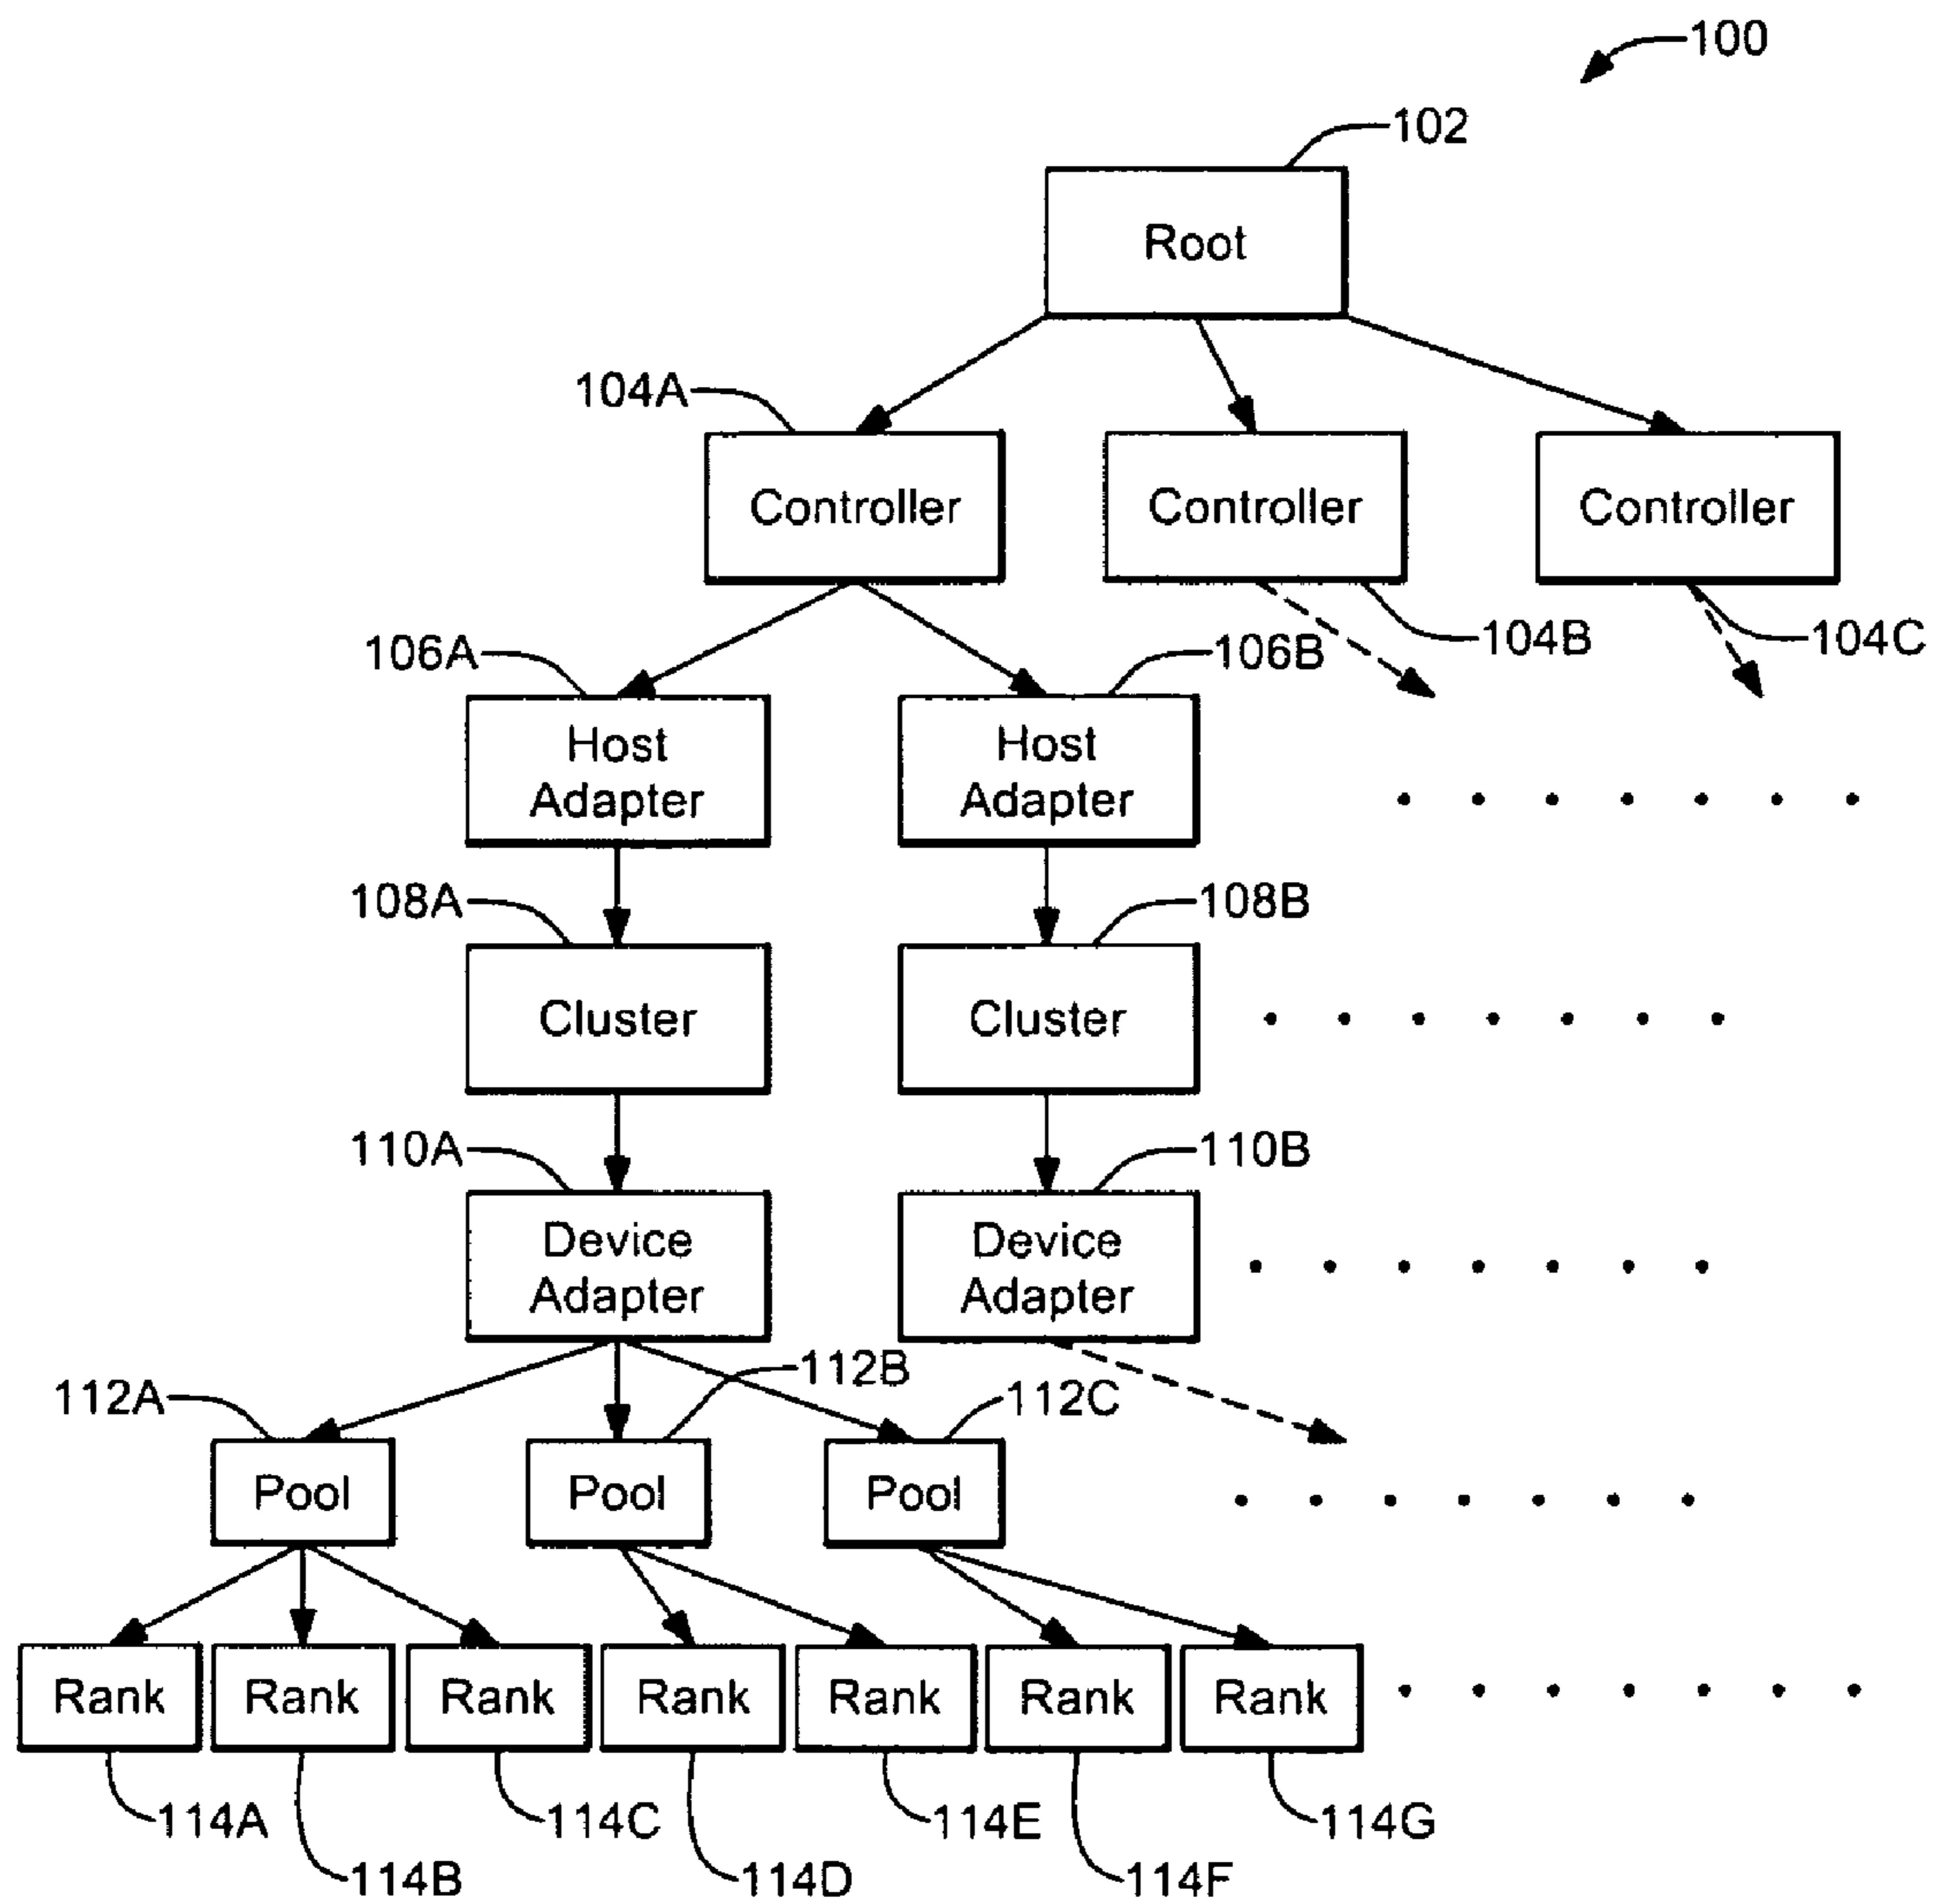 100
102
Root
104A
Controller
Controller
Controller
106A
106B
104B
104C
Host
Adapter
Host
Adapter
108A
108B
Cluster
Cluster
110A
110B
Device
Adapter
Device
Adapter
112A
112B
112C
Pool
Pool
Pool
Rank
Rank
Rank
Rank
Rank
Rank
Rank
114A
114B
114C
114D
114E
114F
114G